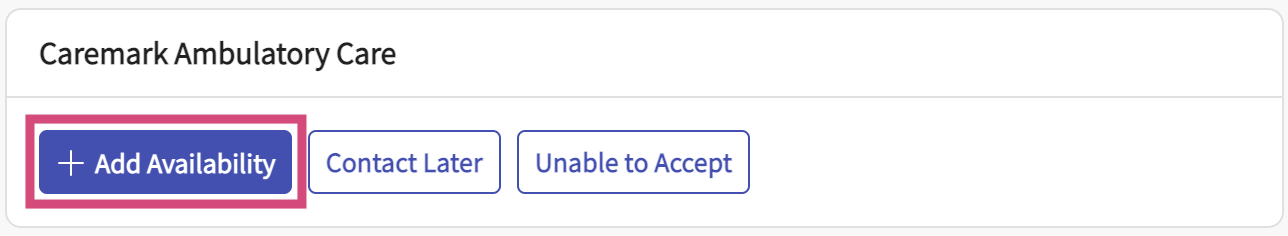 Caremark Ambulatory Care
+ Add Availability Contact Later Unable to Accept